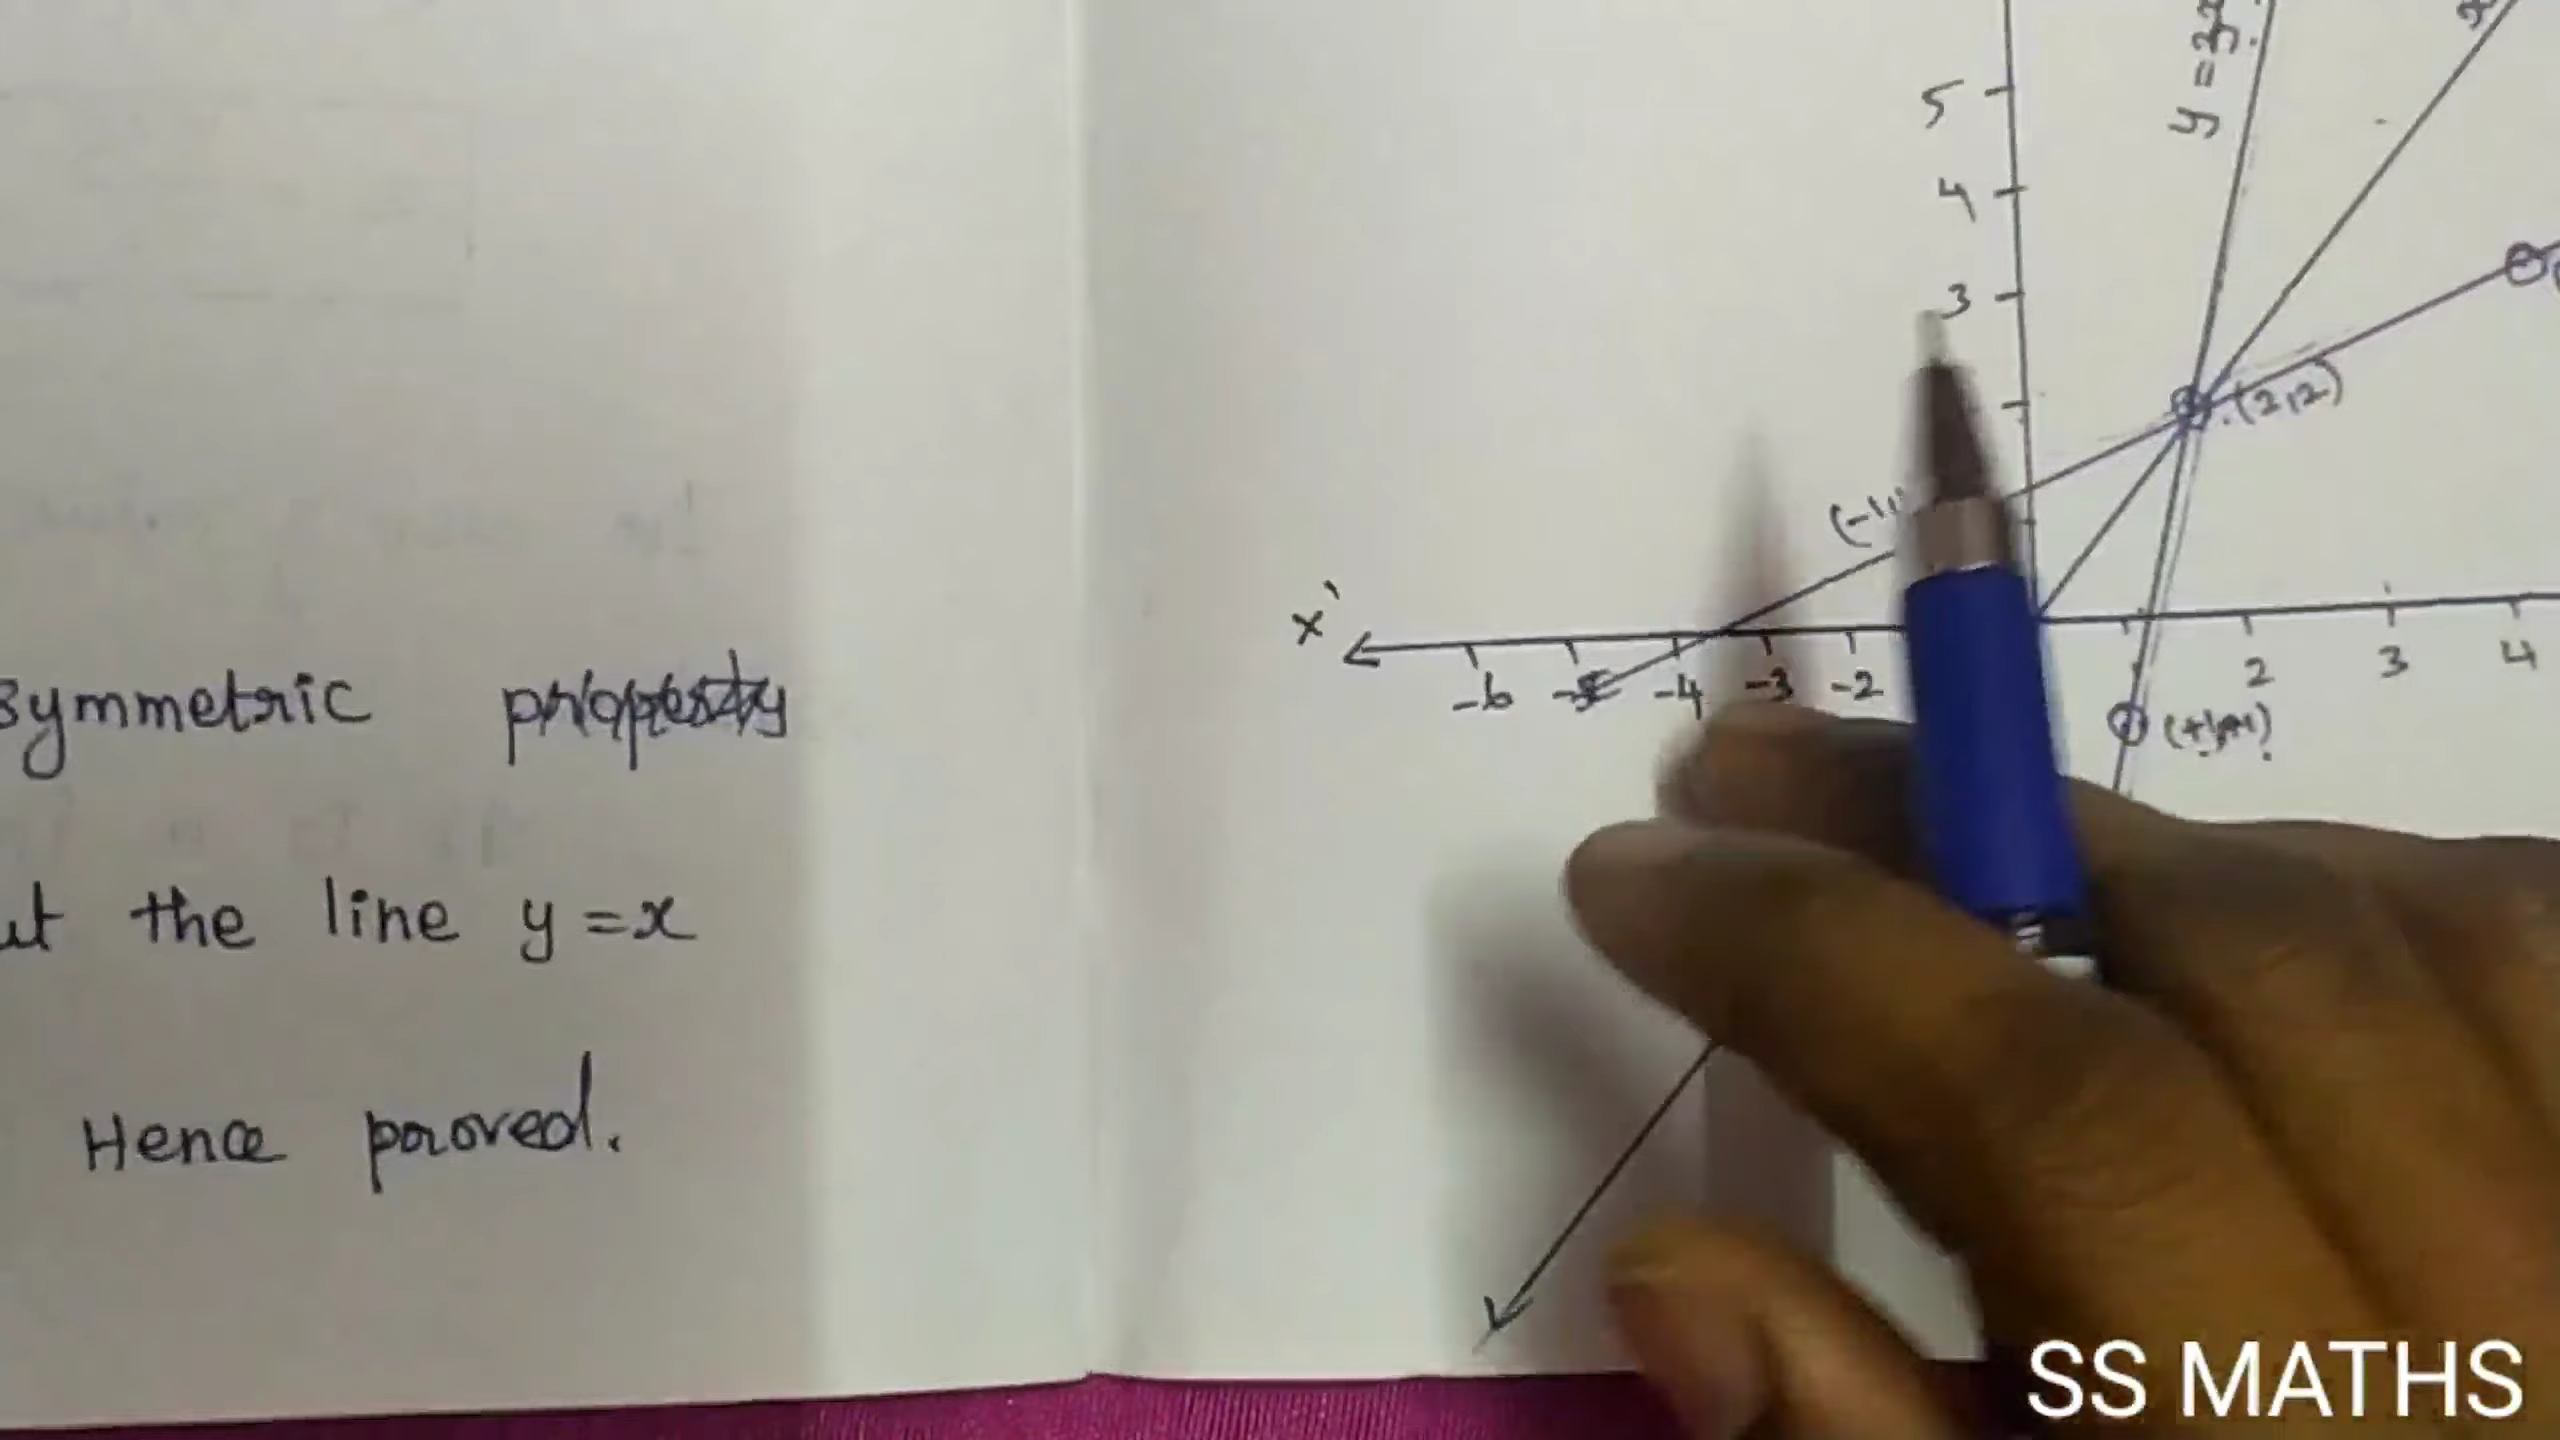 symmetric property
the line y = x
Hence proved.
5
4
3
(2,2)
x'
-6
-4 -3 -2
2 3 4
SS MATHS